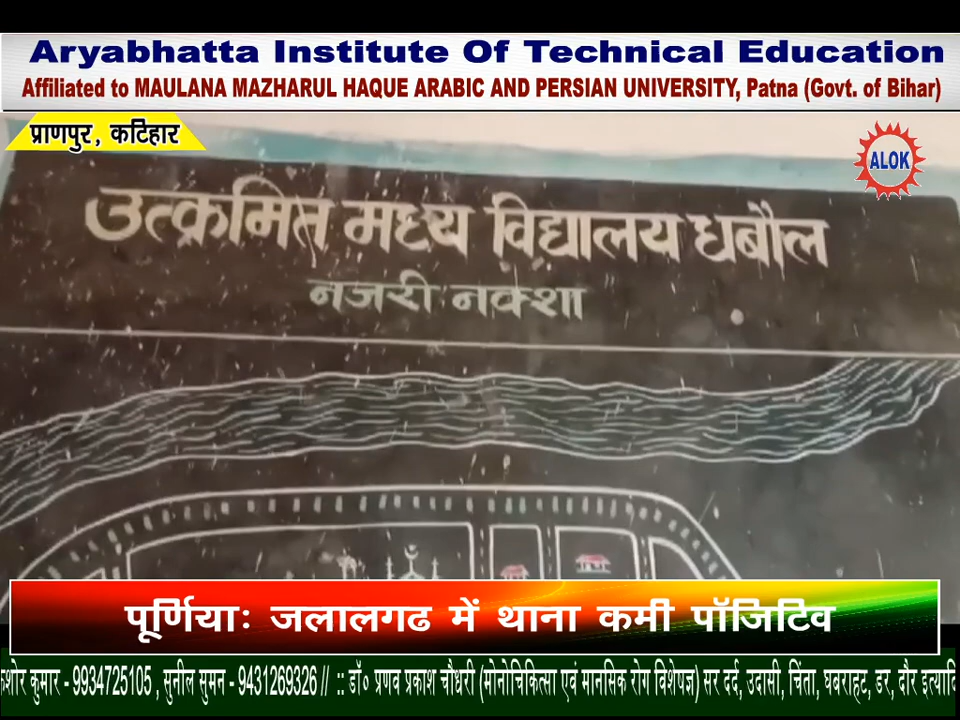 Aryabhatta Institute Of Technical Education
Affiliated to MAULANA MAZHARUL HAQUE ARABIC AND PERSIAN UNIVERSITY, Patna (Govt. of Bihar)
प्राणपुर, कटिहार
ALOK
उत्क्रमित मध्य विद्यालय धबौल
नजरी नक्शा
पूर्णियाः जलालगढ में थाना कर्मी पॉजिटिव
कुमार - 9934725105 , सुनील सुमन - 9431269326 // :: डॉ० प्रणव प्रकाश चौधरी (मोनोचिकित्सा एवं मानसिक रोग विशेषज्ञ) सर दर्द, उदासी, चिंता, घबराहट, डर, दौर